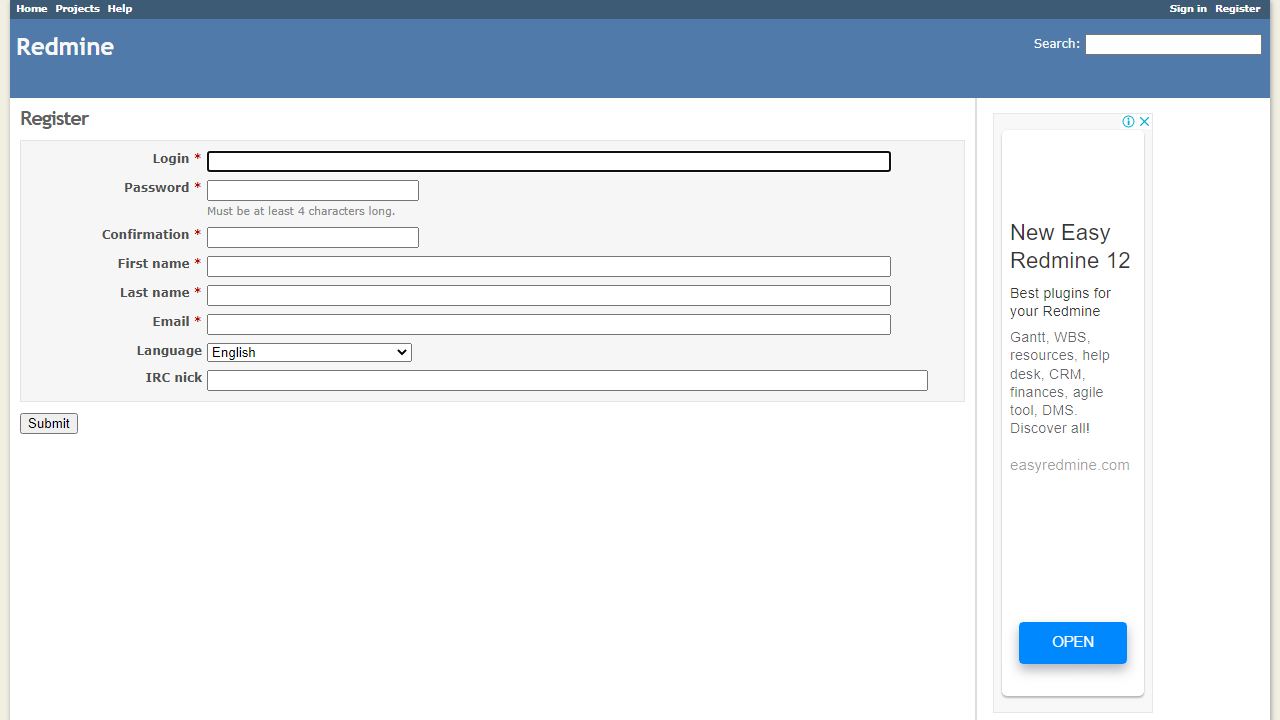 Home Projects Help Sign in Register
Redmine
Search:
Register
Login *
Password *
Must be at least 4 characters long.
Confirmation *
First name *
Last name *
Email *
Language English
IRC nick
Submit
New Easy
Redmine 12
Best plugins for
your Redmine
Gantt, WBS,
resources, help
desk, CRM,
finances, agile
tool, DMS.
Discover all!
easyredmine.com
OPEN